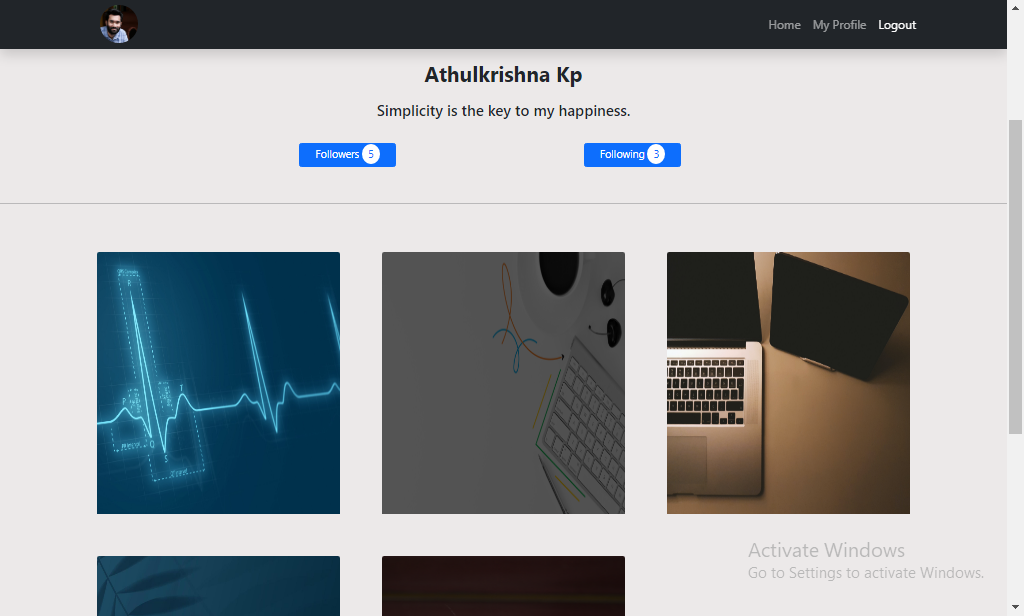 Home My Profile Logout
Athulkrishna Kp
Simplicity is the key to my happiness.
Followers 5 Following 3
R
P
T
Q
S
Activate Windows
Go to Settings to activate Windows.